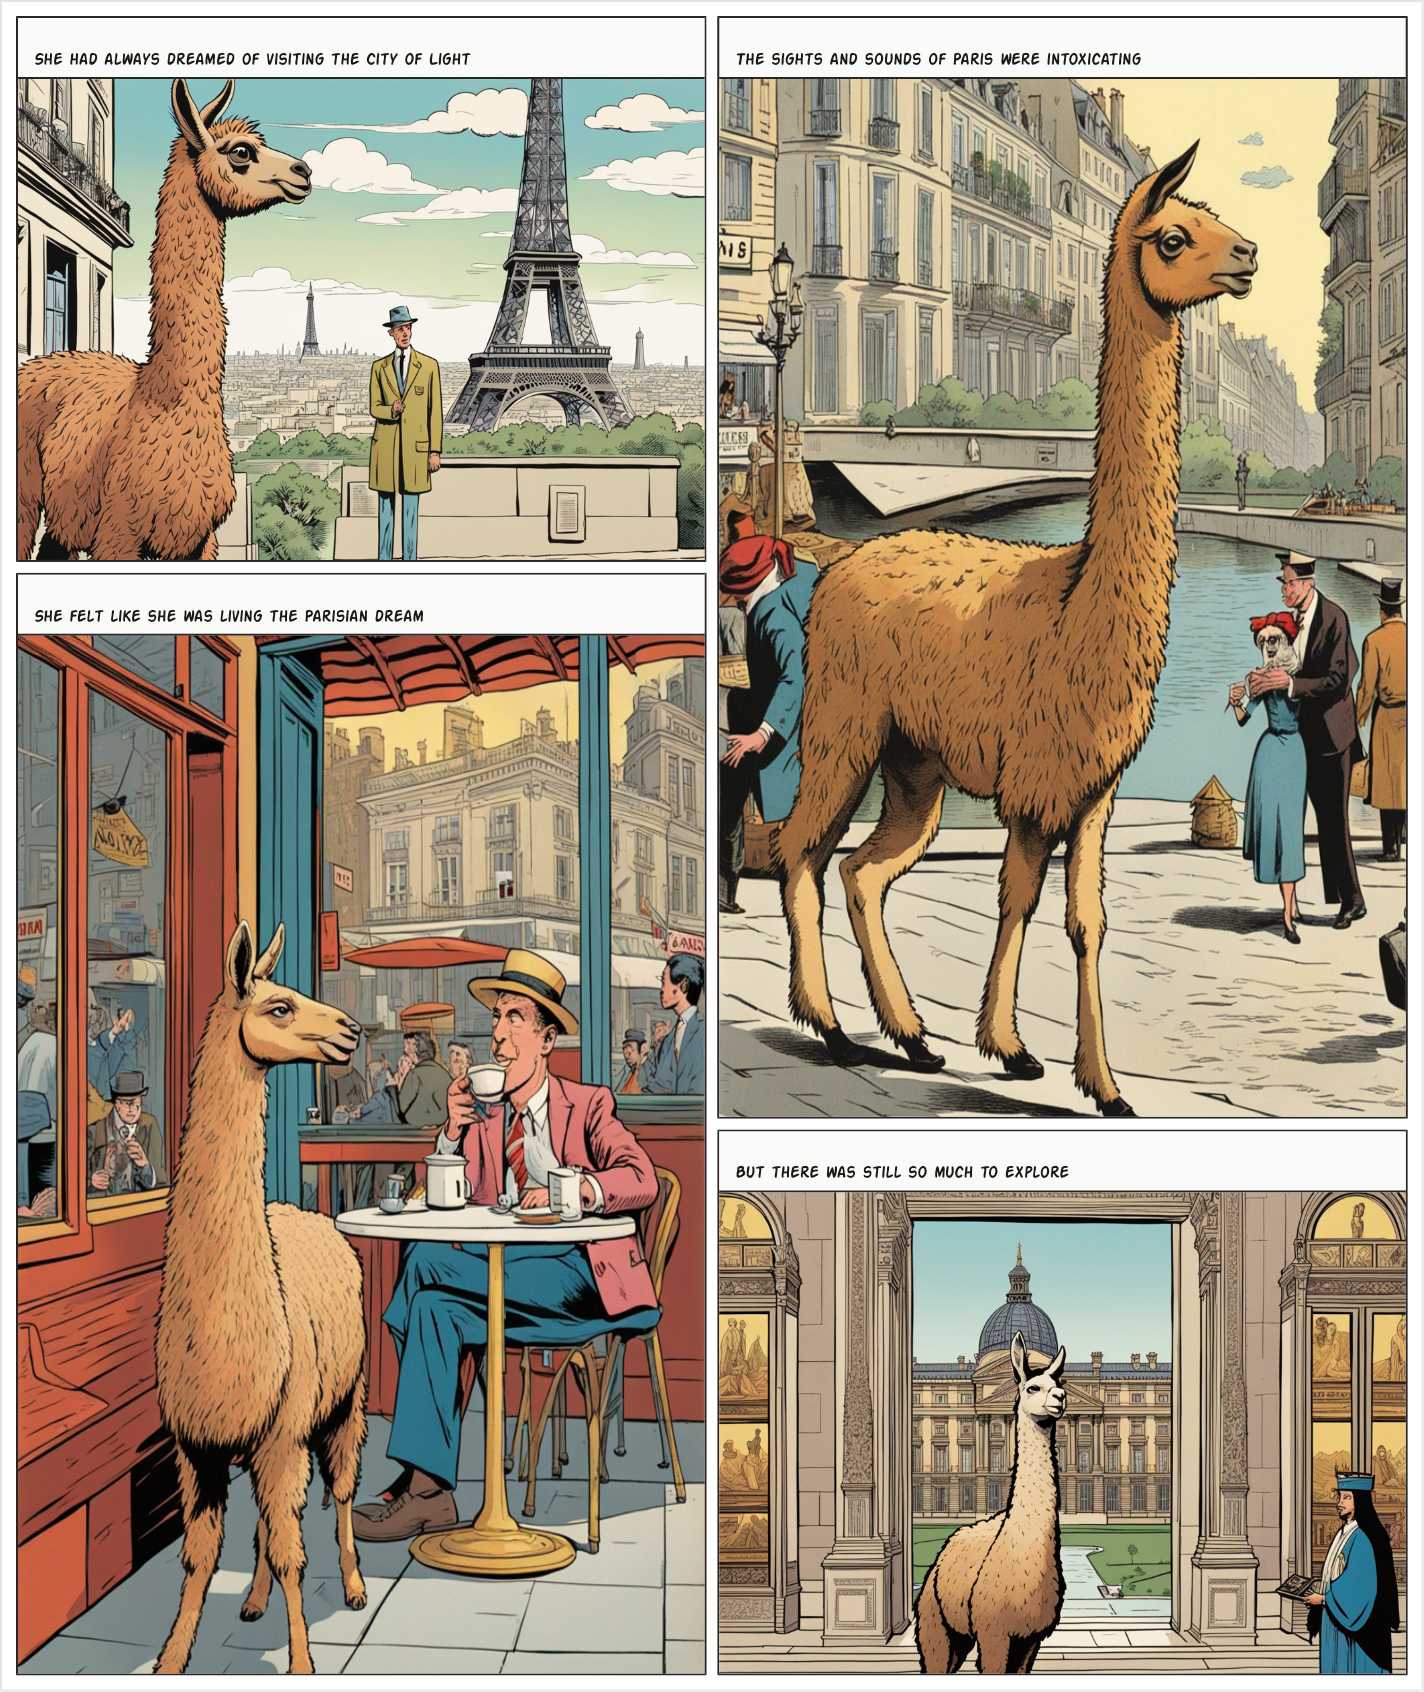 SHE HAD ALWAYS DREAMED OF VISITING THE CITY OF LIGHT
THE SIGHTS AND SOUNDS OF PARIS WERE INTOXICATING
SHE FELT LIKE SHE WAS LIVING THE PARISIAN DREAM
BUT THERE WAS STILL SO MUCH TO EXPLORE